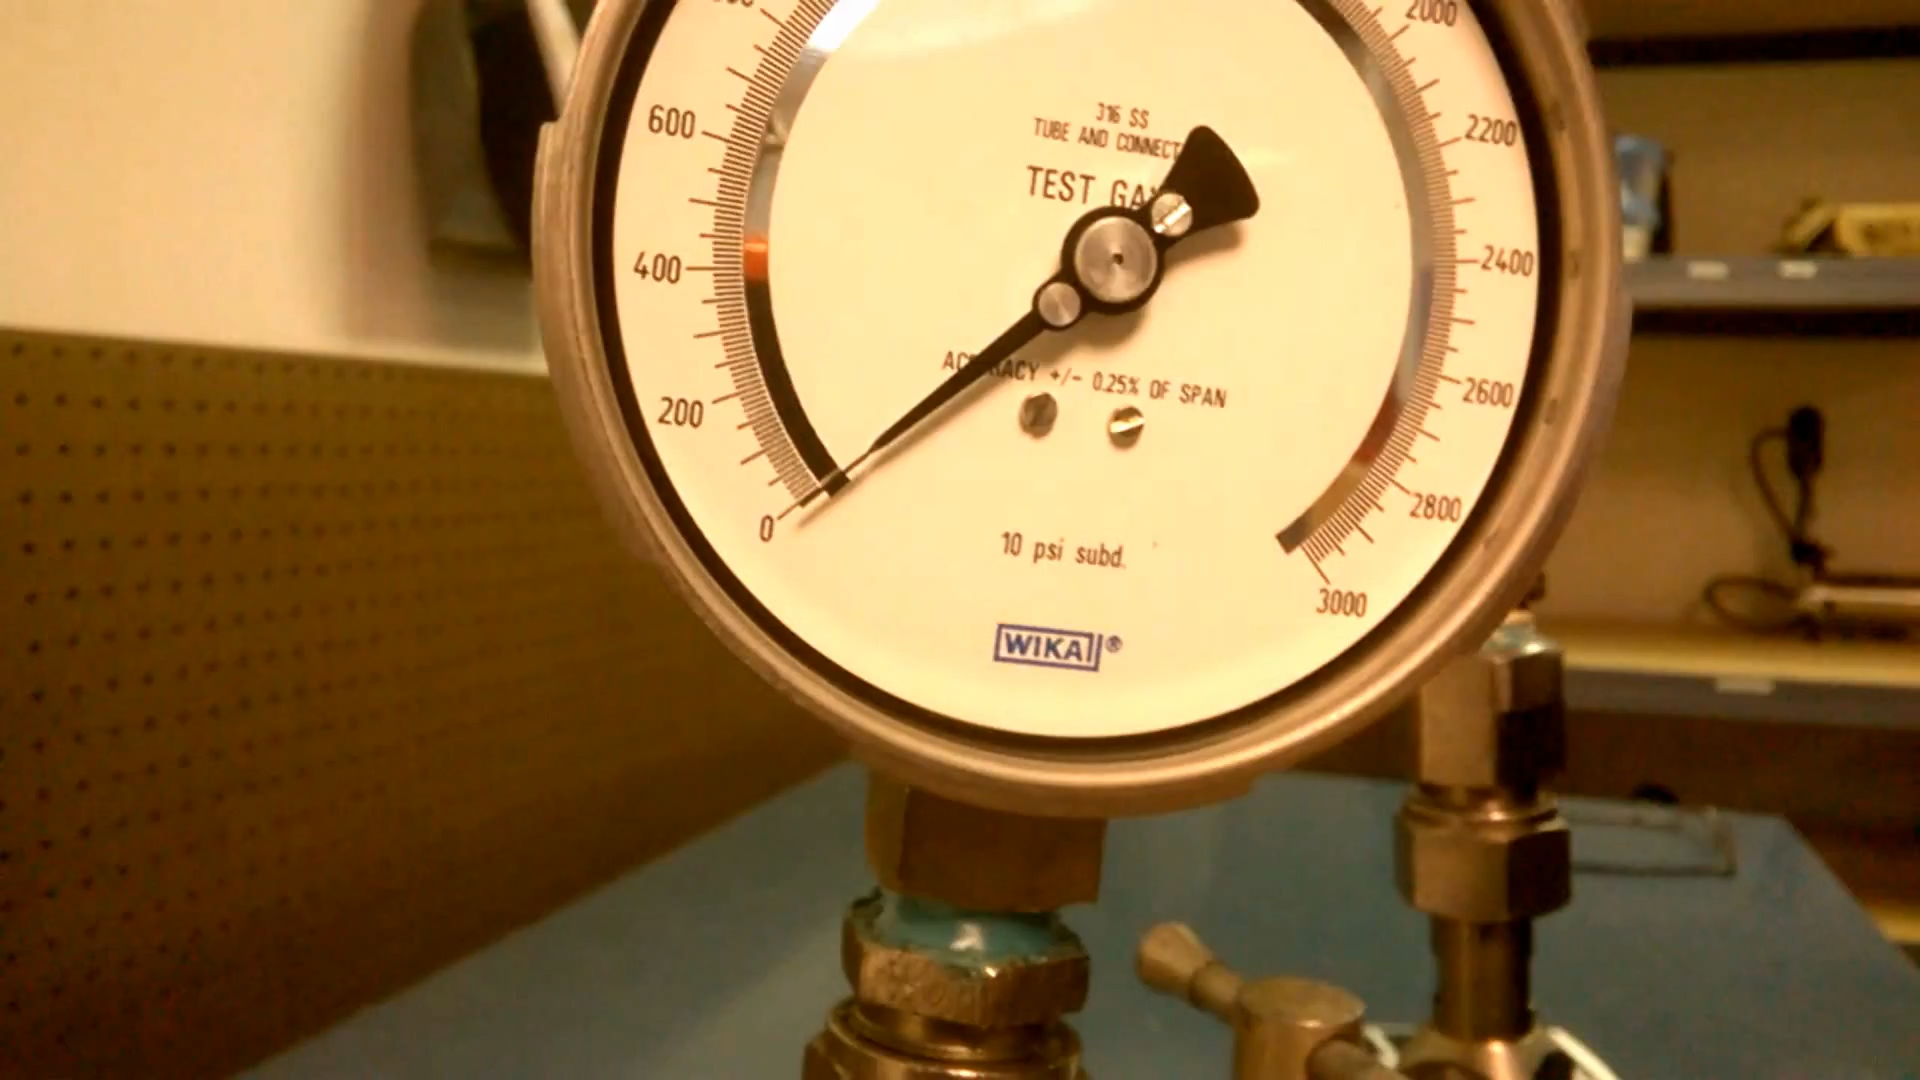 2000
600
2200
316 SS
TUBE AND CONNECT
TEST GA
400
2400
200
ACCURACY +/- 0.25% OF SPAN
2600
0
2800
10 psi subd.
3000
WIKA ®